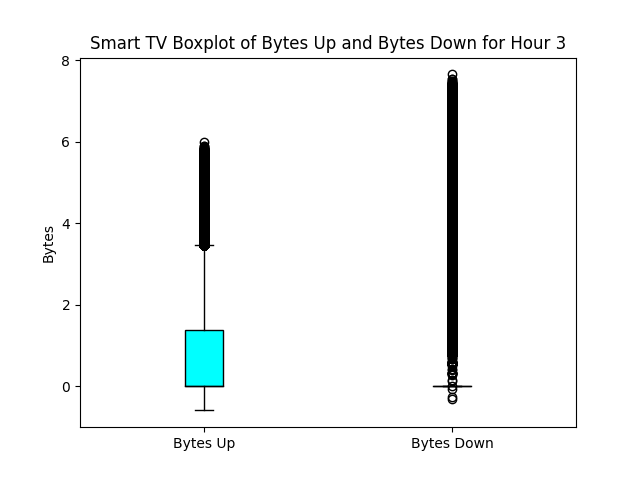 Smart TV Boxplot of Bytes Up and Bytes Down for Hour 3
8
6
4
2
0
Bytes
Bytes Up
Bytes Down